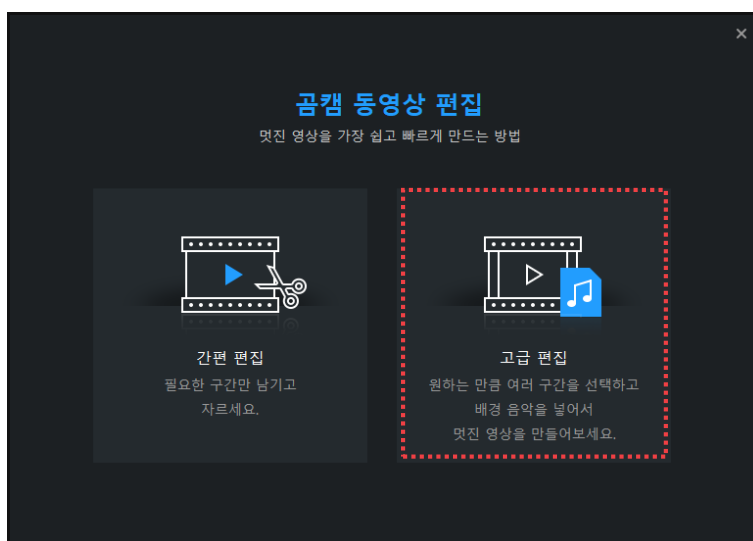 곰캠 동영상 편집
멋진 영상을 가장 쉽고 빠르게 만드는 방법
간편 편집
필요한 구간만 남기고
자르세요.
고급 편집
원하는 만큼 여러 구간을 선택하고
배경 음악을 넣어서
멋진 영상을 만들어보세요.